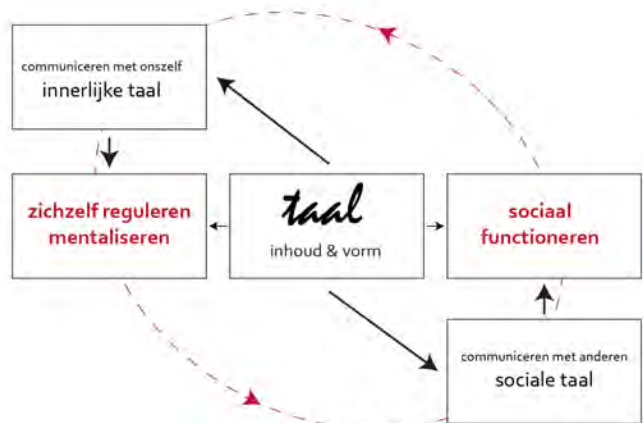 communiceren met onszelf
innerlijke taal
zichzelf reguleren
mentaliseren
taal
inhoud & vorm
sociaal
functioneren
communiceren met anderen
sociale taal